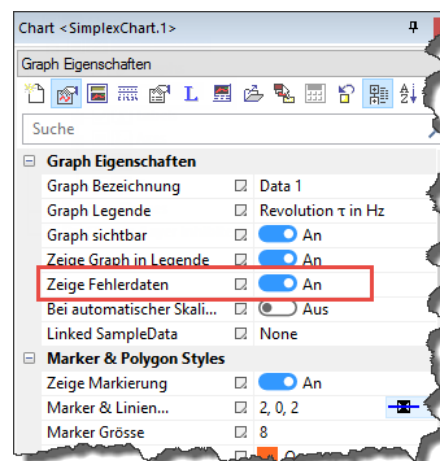 Chart <SimplexChart.1>
Graph Eigenschaften
Suche
Graph Eigenschaften
Graph Bezeichnung Data 1
Graph Legende Revolution τ in Hz
Graph sichtbar An
Zeige Graph in Legende An
Zeige Fehlerdaten An
Bei automatischer Skali... Aus
Linked SampleData None
Marker & Polygon Styles
Zeige Markierung An
Marker & Linien... 2, 0, 2
Marker Grösse 8